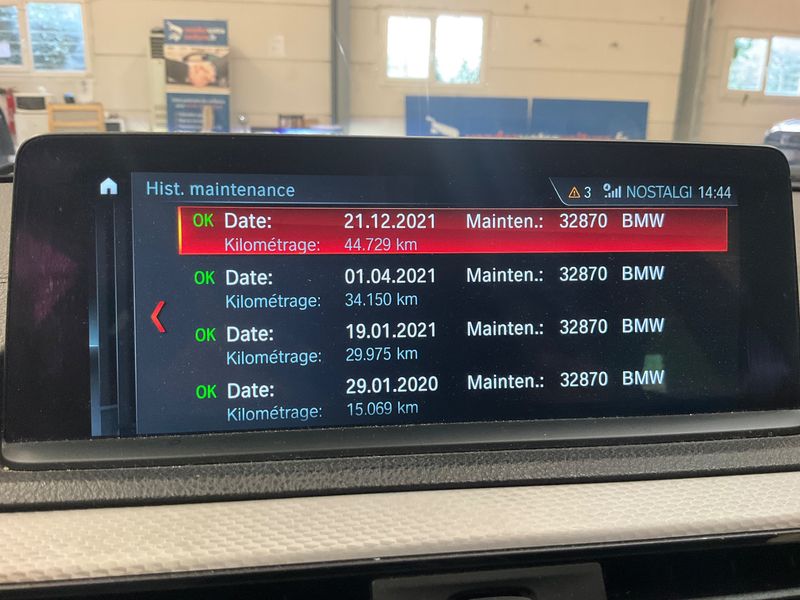 Hist. maintenance
3 NOSTALGI 14:44
OK Date: 21.12.2021 Mainten.: 32870 BMW
Kilométrage: 44.729 km
OK Date: 01.04.2021 Mainten.: 32870 BMW
Kilométrage: 34.150 km
OK Date: 19.01.2021 Mainten.: 32870 BMW
Kilométrage: 29.975 km
OK Date: 29.01.2020 Mainten.: 32870 BMW
Kilométrage: 15.069 km